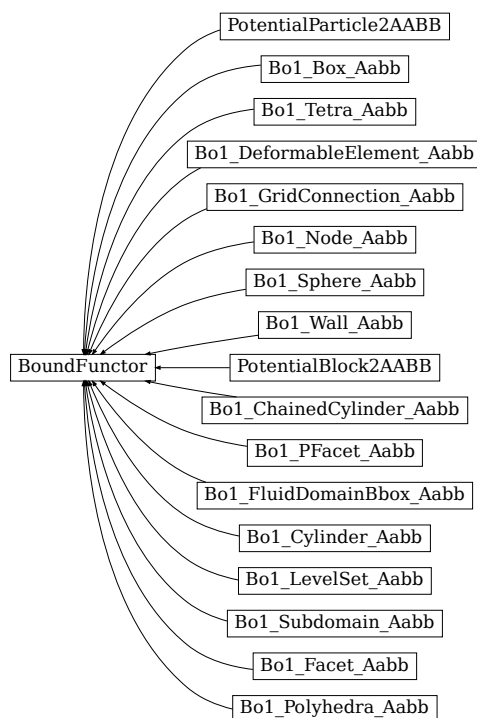 PotentialParticle2AABB
Bo1_Box_Aabb
Bo1_Tetra_Aabb
Bo1_DeformableElement_Aabb
Bo1_GridConnection_Aabb
Bo1_Node_Aabb
Bo1_Sphere_Aabb
Bo1_Wall_Aabb
BoundFunctor
PotentialBlock2AABB
Bo1_ChainedCylinder_Aabb
Bo1_PFacet_Aabb
Bo1_FluidDomainBbox_Aabb
Bo1_Cylinder_Aabb
Bo1_LevelSet_Aabb
Bo1_Subdomain_Aabb
Bo1_Facet_Aabb
Bo1_Polyhedra_Aabb